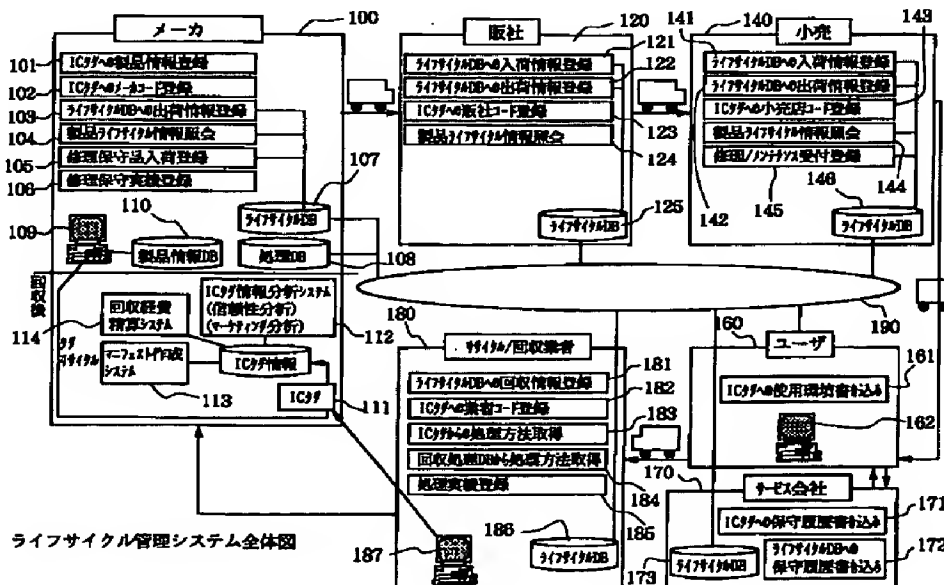 メーカ
100
101 ICタグへの製品情報登録
102 ICタグへのメーカコード登録
103 ライフサイクルDBへの出荷情報登録
104 製品ライフサイクル情報照会
105 修理保守品入荷登録
106 修理保守実績登録
107
ライフサイクルDB
108
処理DB
109
110
製品情報DB
回収後
ICタグ情報分析システム
(信頼性分析)
(マーケティング分析)
112
114
回収経費
精算システム
マニフェスト作成
システム
113
ICタグ情報
ICタグ
111
販社
120
ライフサイクルDBへの入荷情報登録 121
ライフサイクルDBへの出荷情報登録 122
ICタグへの販社コード登録 123
製品ライフサイクル情報照会 124
ライフサイクルDB 125
小売
140
141
143
ライフサイクルDBへの入荷情報登録
ライフサイクルDBへの出荷情報登録
ICタグへの小売店コード登録
製品ライフサイクル情報照会
修理/メンテナンス受付登録
142
144
145
146
ライフサイクルDB
190
180
リサイクル/回収業者
ライフサイクルDBへの回収情報登録 181
ICタグへの業者コード登録 182
ICタグからの処理方法取得 183
回収処理DBから処理方法取得 184
処理実績登録 185
186
ライフサイクルDB
187
160
ユーザ
161
ICタグへの使用環境書き込み
162
170
サービス会社
ICタグへの保守履歴書き込み 171
ライフサイクルDBへの
保守履歴書き込み
172
173
ライフサイクルDB
ライフサイクル管理システム全体図